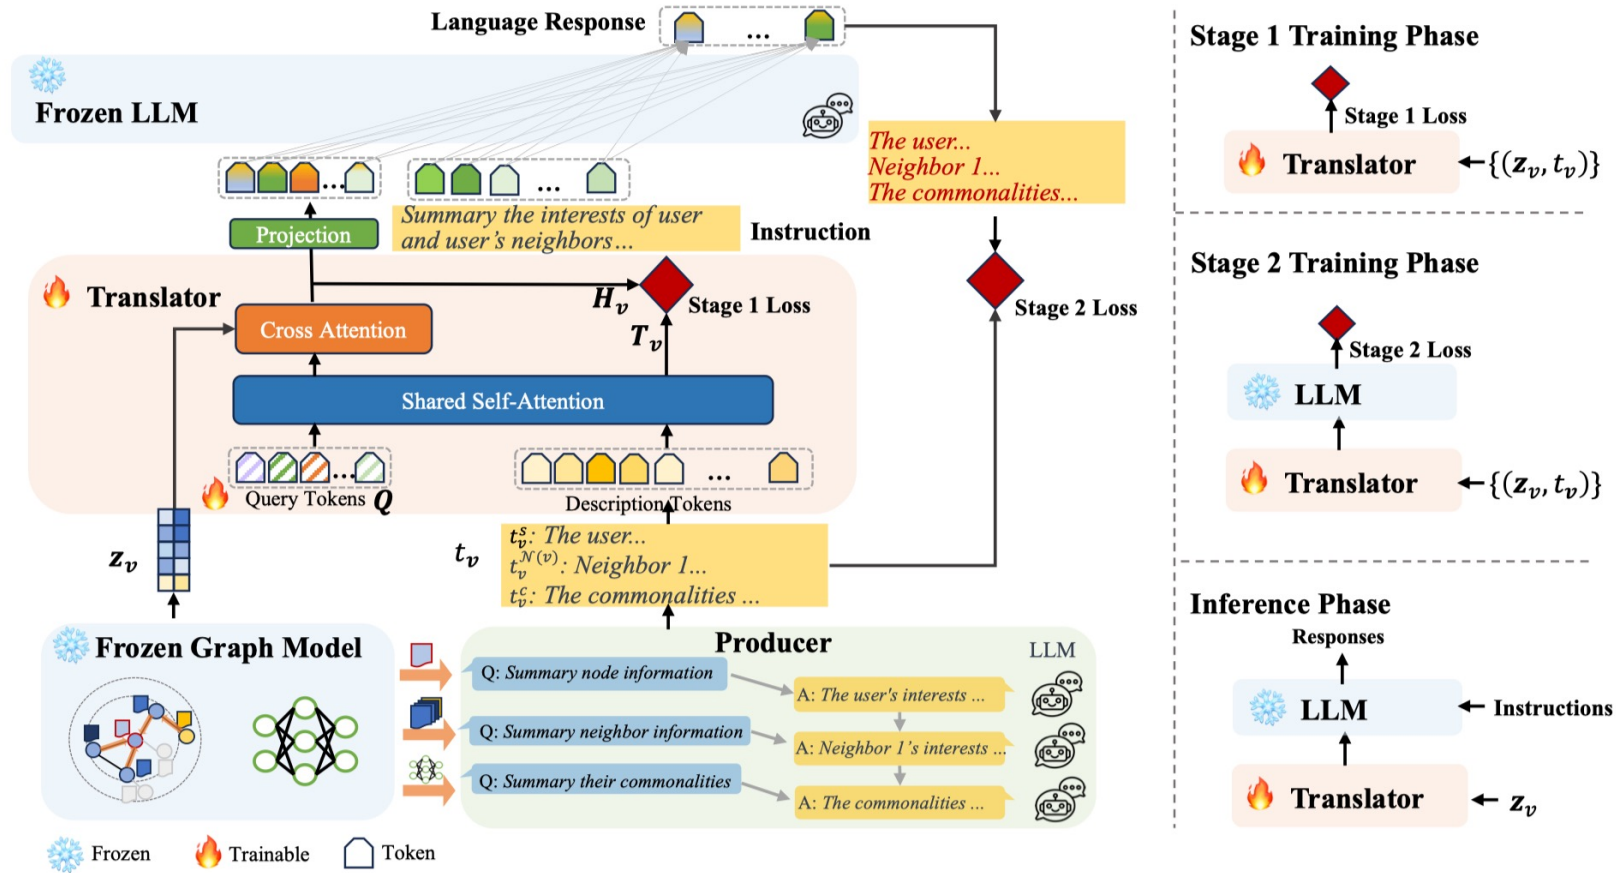 Language Response
...
Frozen LLM
...
...
Summary the interests of user
and user's neighbors...
Instruction
The user...
Neighbor 1...
The commonalities...
Projection
Translator
H_v
Stage 1 Loss
Stage 2 Loss
Cross Attention
T_v
Shared Self-Attention
...
...
Query Tokens Q
Description Tokens
z_v
t_v
t_v^s: The user...
t_v^{N(v)}: Neighbor 1...
t_v^c: The commonalities ...
Frozen Graph Model
Producer
LLM
Q: Summary node information
A: The user's interests ...
Q: Summary neighbor information
A: Neighbor 1's interests ...
Q: Summary their commonalities
A: The commonalities ...
Frozen
Trainable
Token
Stage 1 Training Phase
Stage 1 Loss
Translator
{(z_v, t_v)}
Stage 2 Training Phase
Stage 2 Loss
LLM
Translator
{(z_v, t_v)}
Inference Phase
Responses
LLM
Instructions
Translator
z_v